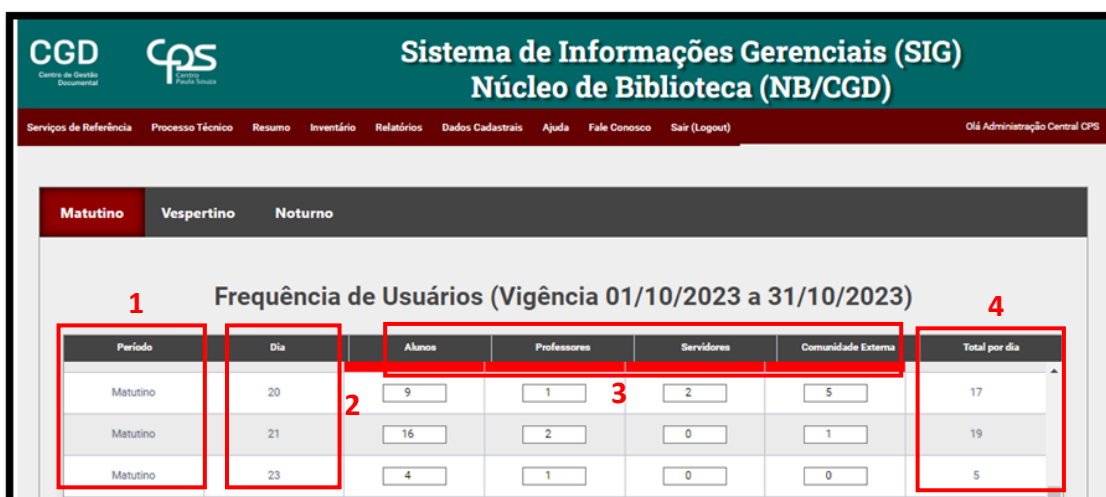 CGD
Centro de Gestão
Documental
cps
Centro
Paula Souza
Sistema de Informações Gerenciais (SIG)
Núcleo de Biblioteca (NB/CGD)
Serviços de Referência Processo Técnico Resumo Inventário Relatórios Dados Cadastrais Ajuda Fale Conosco Sair (Logout) Olá Administração Central CPS
Matutino Vespertino Noturno
Frequência de Usuários (Vigência 01/10/2023 a 31/10/2023)
1 4
Período Dia Alunos Professores Servidores Comunidade Externa Total por dia
Matutino 20 9 1 2 5 17
2 3
Matutino 21 16 2 0 1 19
Matutino 23 4 1 0 0 5